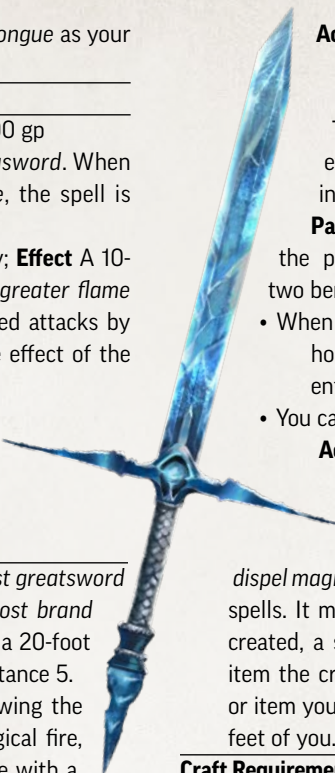 ongue as your
00 gp
sword. When
e, the spell is
y; Effect A 10-
greater flame
ed attacks by
e effect of the
st greatsword
ost brand
a 20-foot
tance 5.
wing the
gical fire,
e with a
Ac
T
e
in
Pa
the p
two ben
• When
ho
ent
• You ca
Ac
dispel magi
spells. It m
created, a s
item the cr
or item you
feet of you.
Craft Requireme